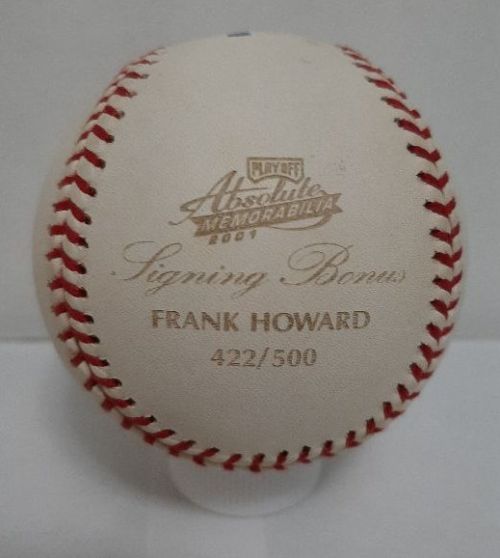 PLAYOFF
Absolute
MEMORABILIA
2001
Signing Bonus
FRANK HOWARD
422/500